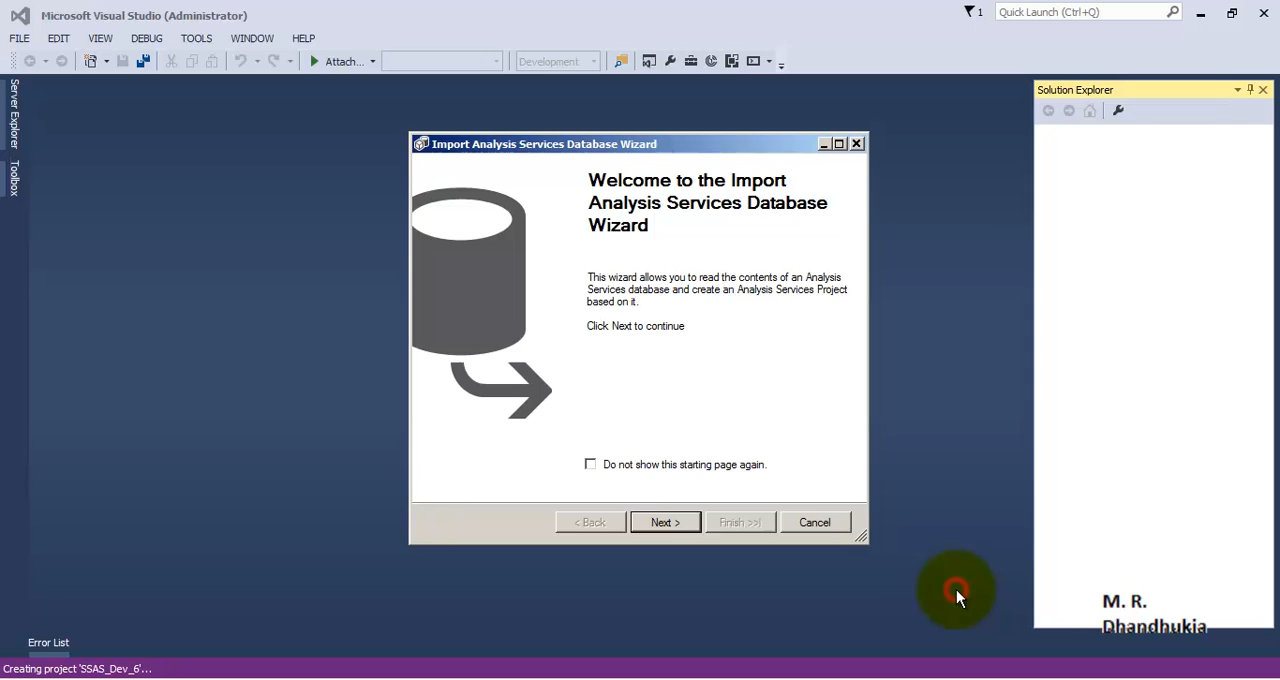 Microsoft Visual Studio (Administrator)
1
Quick Launch (Ctrl+Q)
FILE EDIT VIEW DEBUG TOOLS WINDOW HELP
Attach...
Development
Server Explorer
Toolbox
Solution Explorer
Import Analysis Services Database Wizard
Welcome to the Import
Analysis Services Database
Wizard
This wizard allows you to read the contents of an Analysis
Services database and create an Analysis Services Project
based on it.
Click Next to continue
Do not show this starting page again.
< Back Next > Finish >>| Cancel
M. R.
Dhandhukia
Error List
Creating project 'SSAS_Dev_6'...